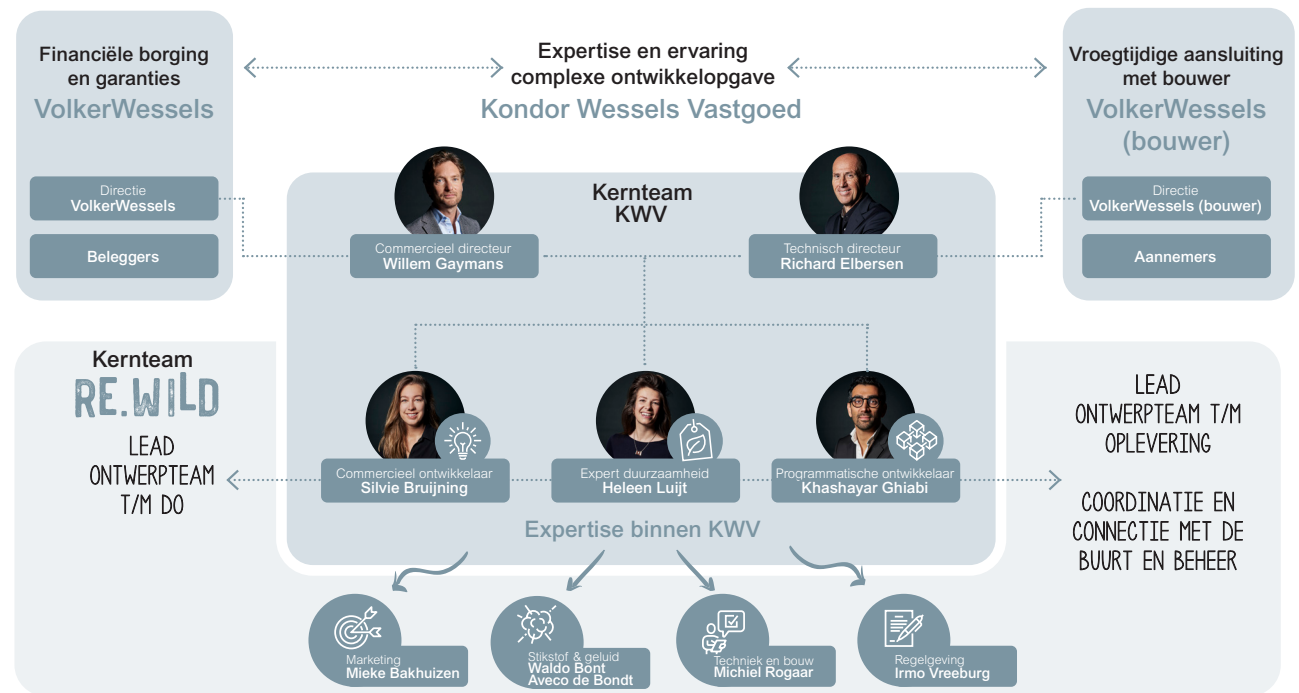 Financiële borging
en garanties
VolkerWessels
Directie
VolkerWessels
Beleggers
Expertise en ervaring
complexe ontwikkelopgave
Kondor Wessels Vastgoed
Vroegtijdige aansluiting
met bouwer
VolkerWessels
(bouwer)
Directie
VolkerWessels (bouwer)
Aannemers
Kernteam
KWV
Commercieel directeur
Willem Gaymans
Technisch directeur
Richard Elbersen
Kernteam
RE.WILD
LEAD
ONTWERPTEAM
T/M DO
Commercieel ontwikkelaar
Silvie Bruijning
Expert duurzaamheid
Heleen Luijt
Programmatische ontwikkelaar
Khashayar Ghiabi
LEAD
ONTWERPTEAM T/M
OPLEVERING
COORDINATIE EN
CONNECTIE MET DE
BUURT EN BEHEER
Expertise binnen KWV
Marketing
Mieke Bakhuizen
Stikstof & geluid
Waldo Bont
Aveco de Bondt
Techniek en bouw
Michiel Rogaar
Regelgeving
Irmo Vreeburg